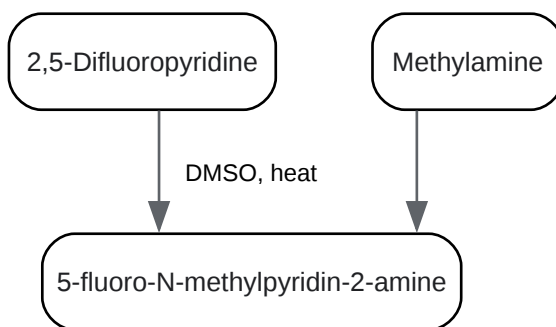 2,5-Difluoropyridine
Methylamine
DMSO, heat
5-fluoro-N-methylpyridin-2-amine